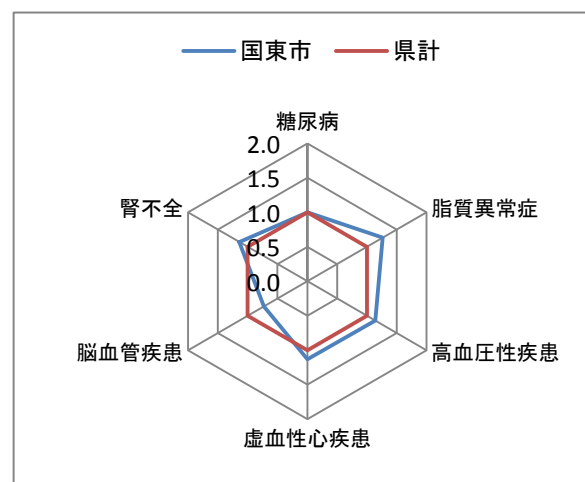 国東市 県計
糖尿病
2.0
1.5
1.0
0.5
0.0
脂質異常症
高血圧性疾患
虚血性心疾患
脳血管疾患
腎不全